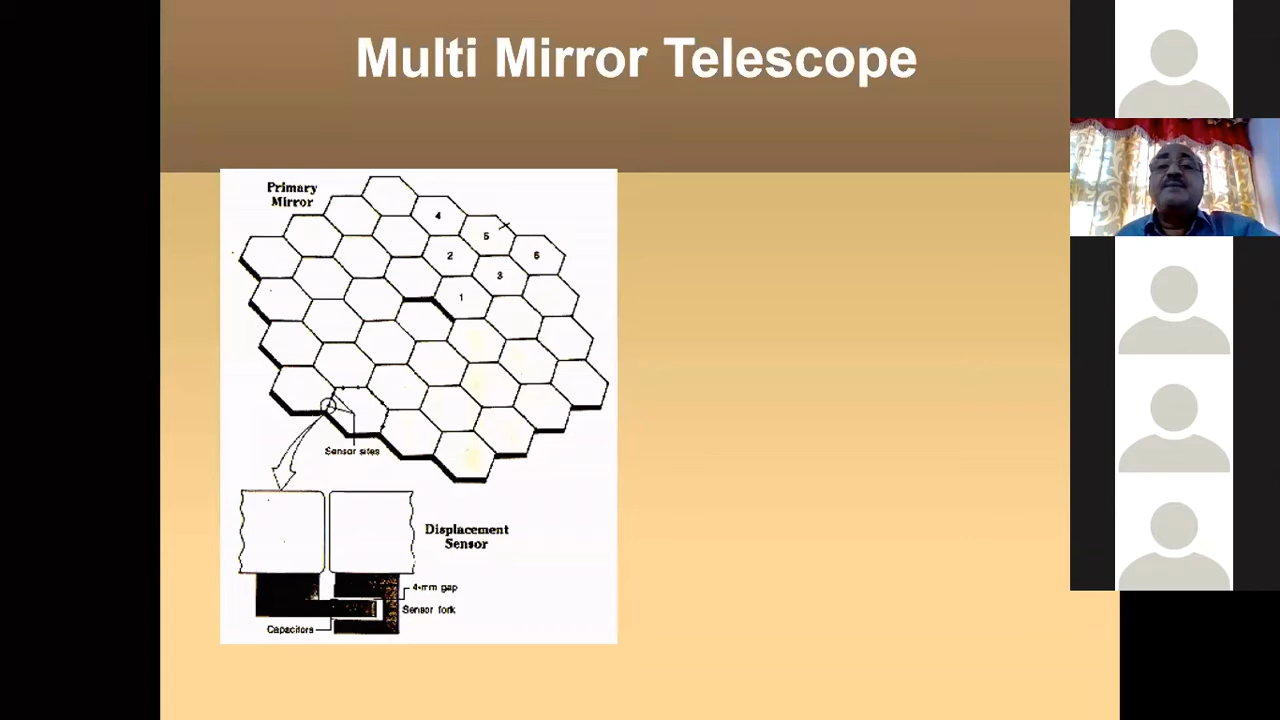 Multi Mirror Telescope
Primary
Mirror
4
5
6
2
3
1
Sensor sites
Displacement
Sensor
4-mm gap
Sensor fork
Capacitors